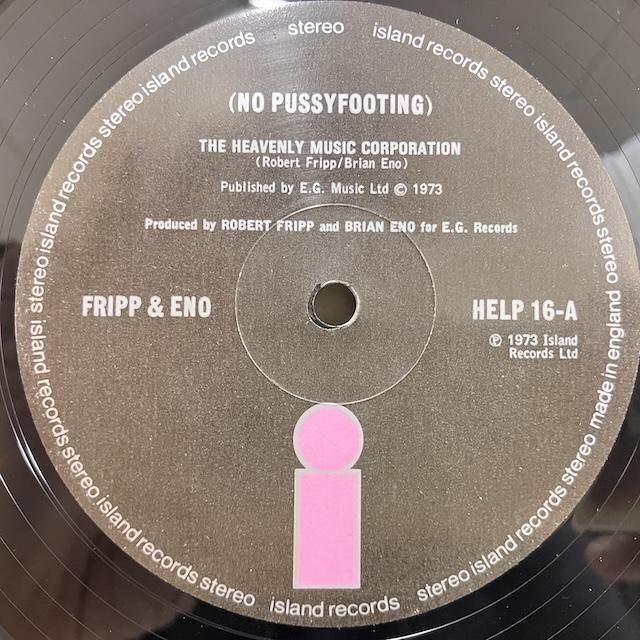 (NO PUSSYFOOTING)
THE HEAVENLY MUSIC CORPORATION
(Robert Fripp/Brian Eno)
Published by E.G. Music Ltd © 1973
Produced by ROBERT FRIPP and BRIAN ENO for E.G. Records
FRIPP & ENO
HELP 16-A
℗ 1973 Island
Records Ltd
stereo island records stereo island records stereo island records stereo island records stereo made in england stereo island records stereo island records stereo island records stereo island records